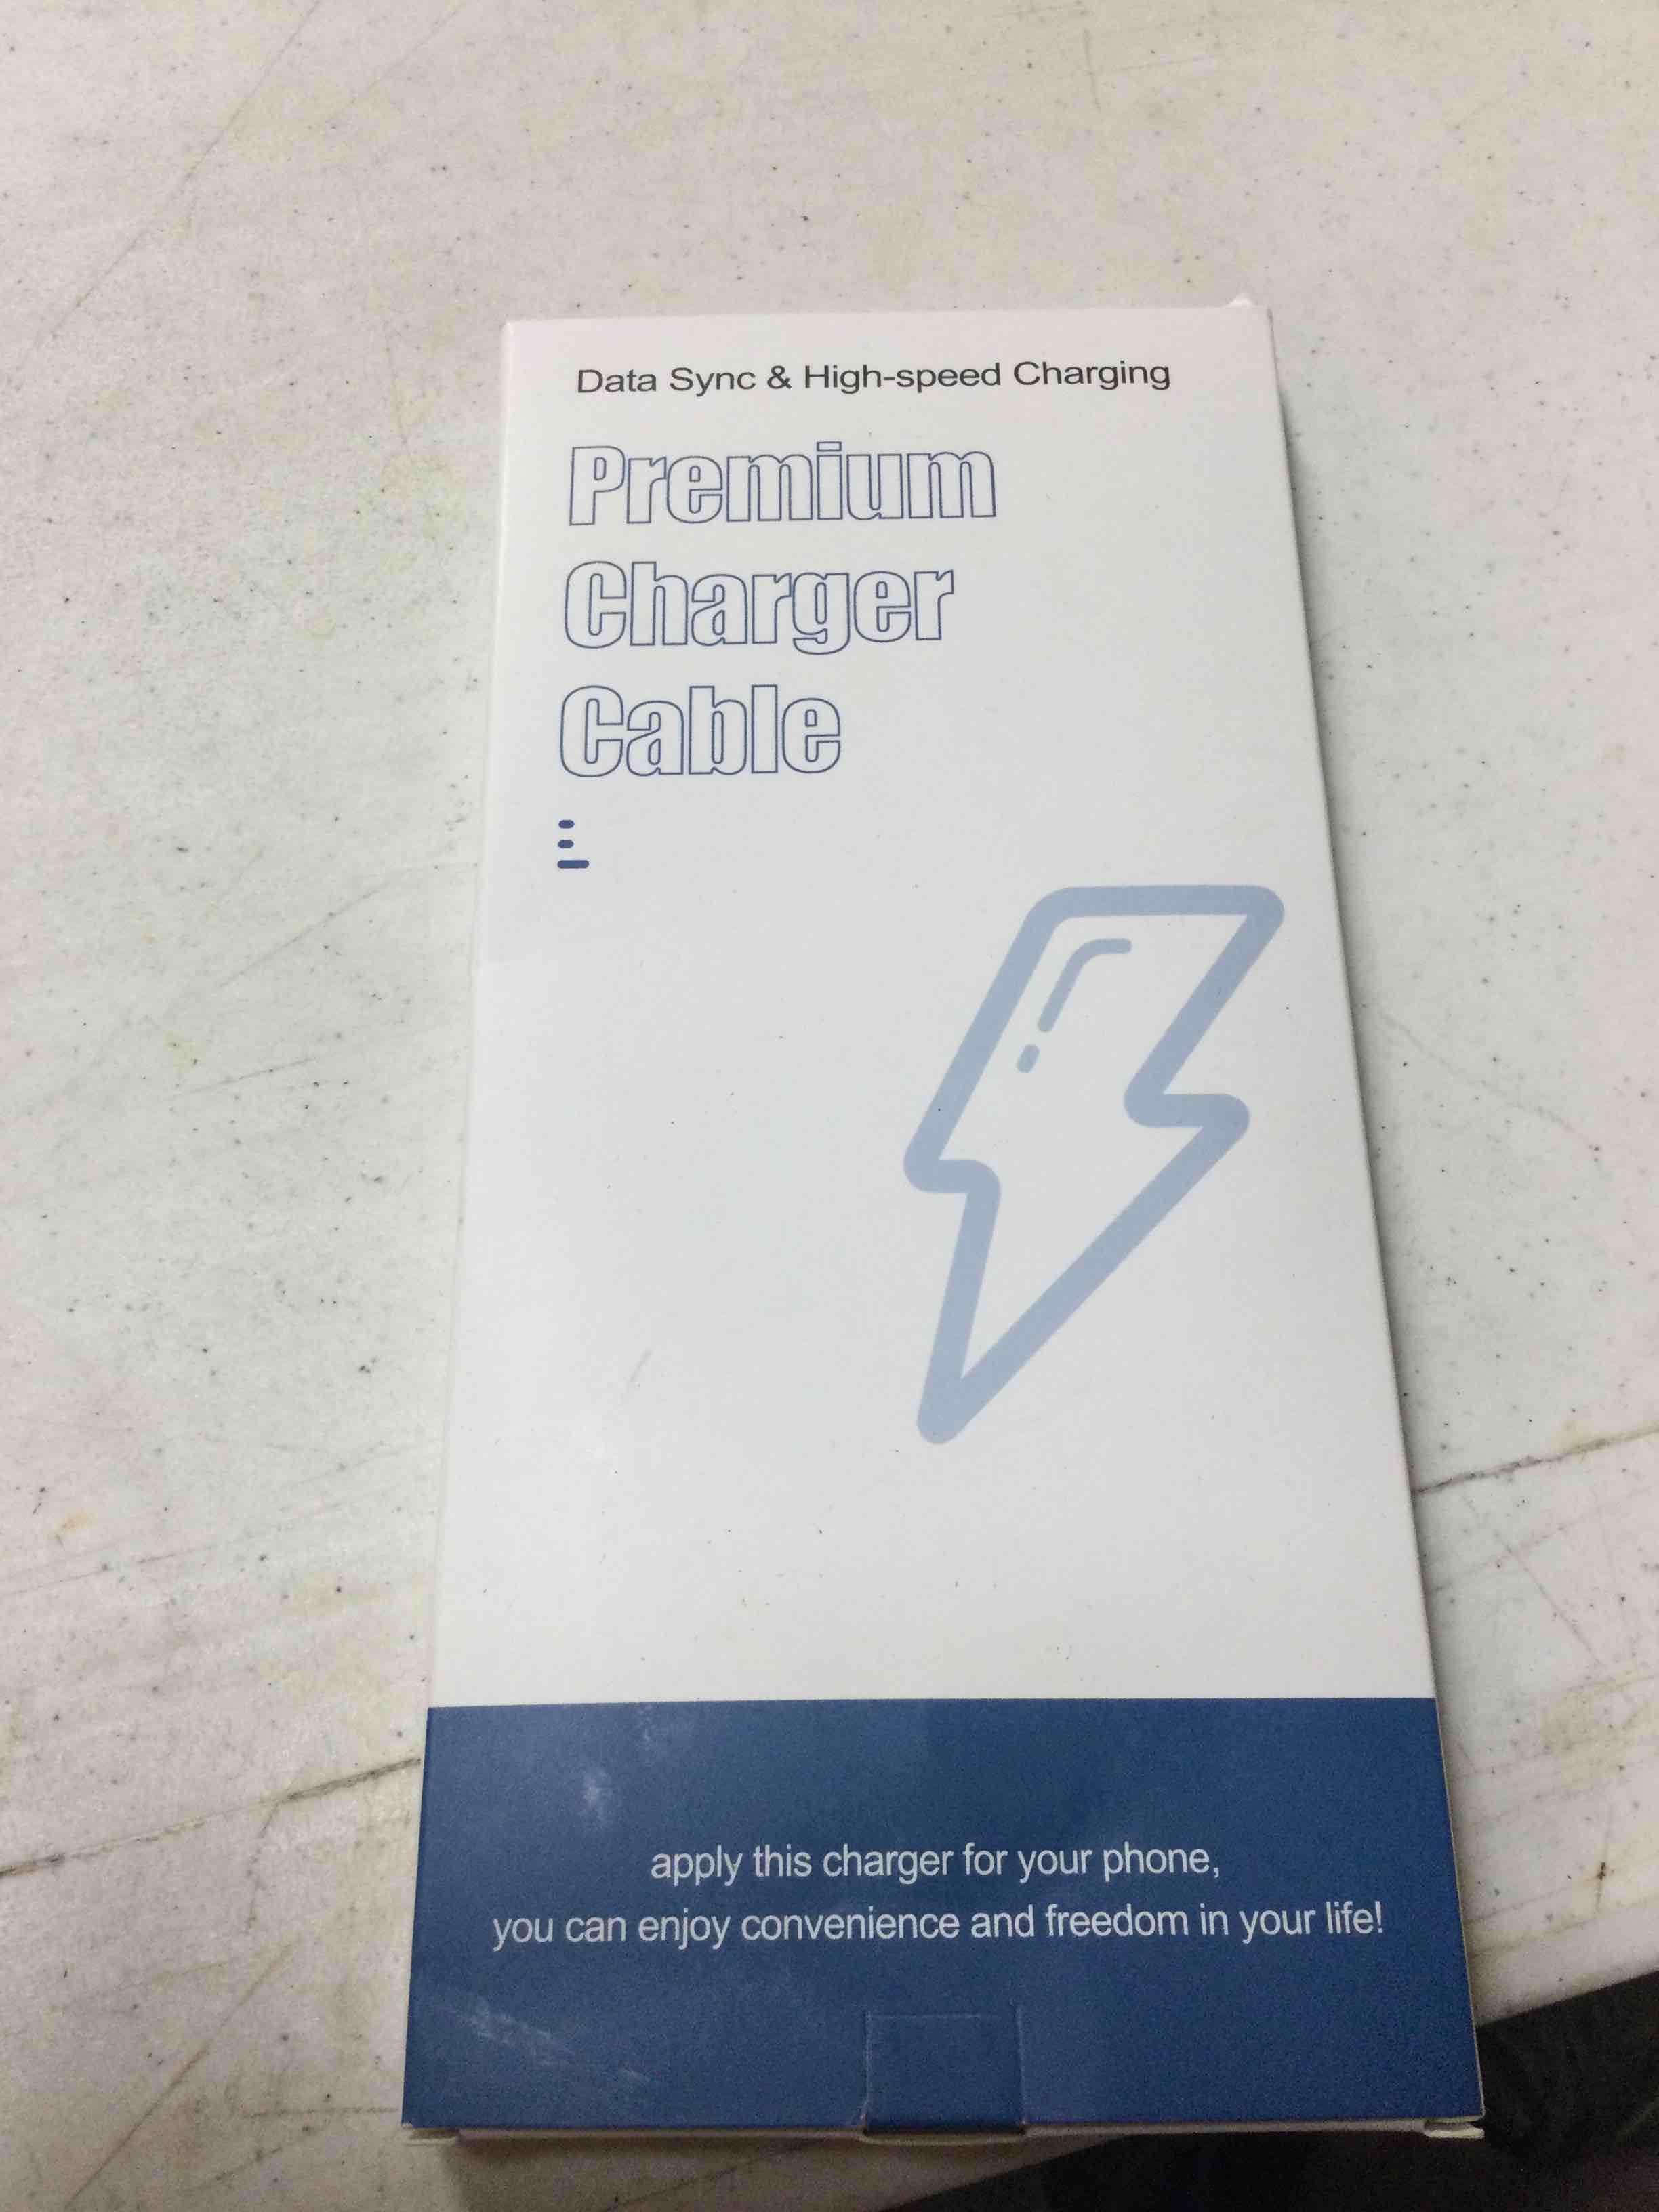 Data Sync & High-speed Charging
Premium
Charger
Cable
apply this charger for your phone,
you can enjoy convenience and freedom in your life!